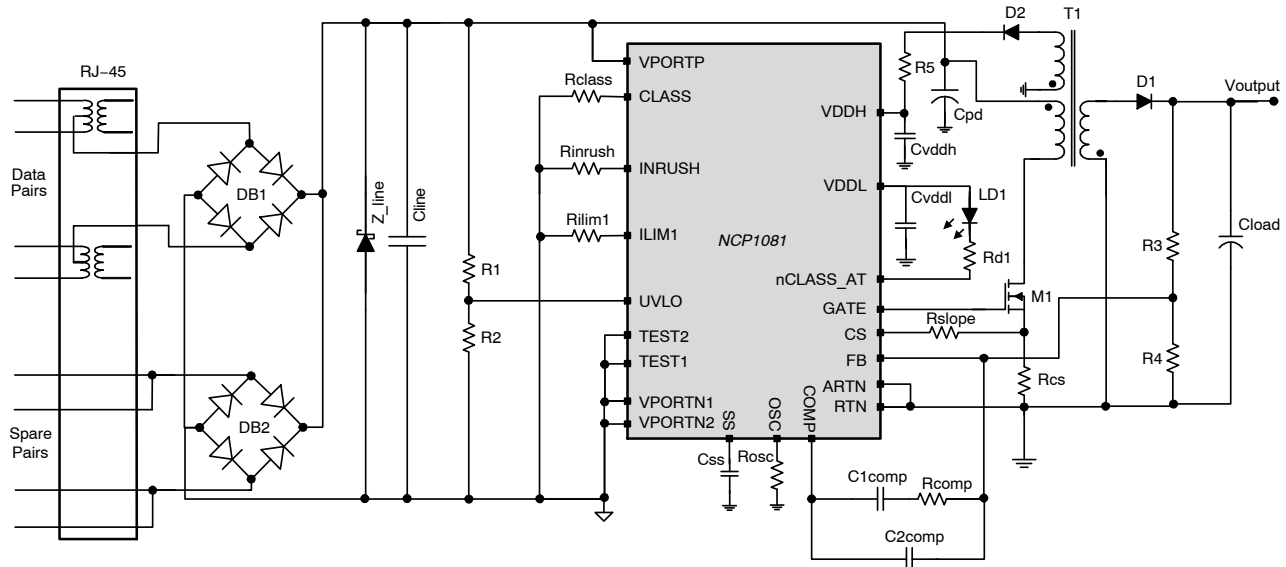 RJ−45
Data
Pairs
Spare
Pairs
DB1
DB2
Z_line
Cline
R1
R2
Rclass
Rinrush
Rilim1
VPORTP
CLASS
INRUSH
ILIM1
UVLO
TEST2
TEST1
VPORTN1
VPORTN2
NCP1081
SS
OSC
COMP
VDDH
VDDL
nCLASS_AT
GATE
CS
FB
ARTN
RTN
Css
Rosc
C1comp
Rcomp
C2comp
D2
T1
R5
Cpd
Cvddh
Cvddl
LD1
Rd1
M1
Rslope
Rcs
D1
Voutput
R3
R4
Cload